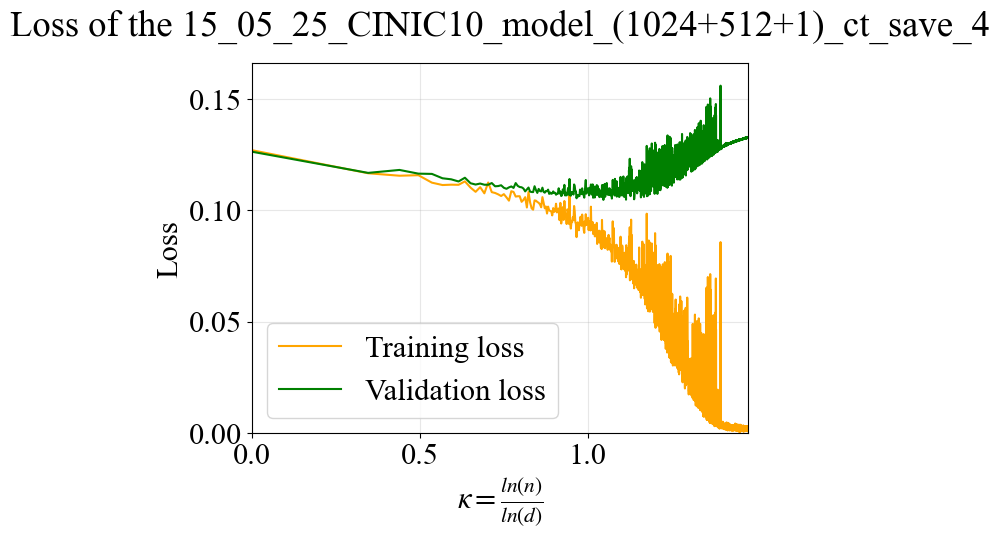 Loss of the 15_05_25_CINIC10_model_(1024+512+1)_ct_save_4
0.15
0.10
0.05
0.00
Loss
Training loss
Validation loss
0.0 0.5 1.0
κ = ln(n)/ln(d)